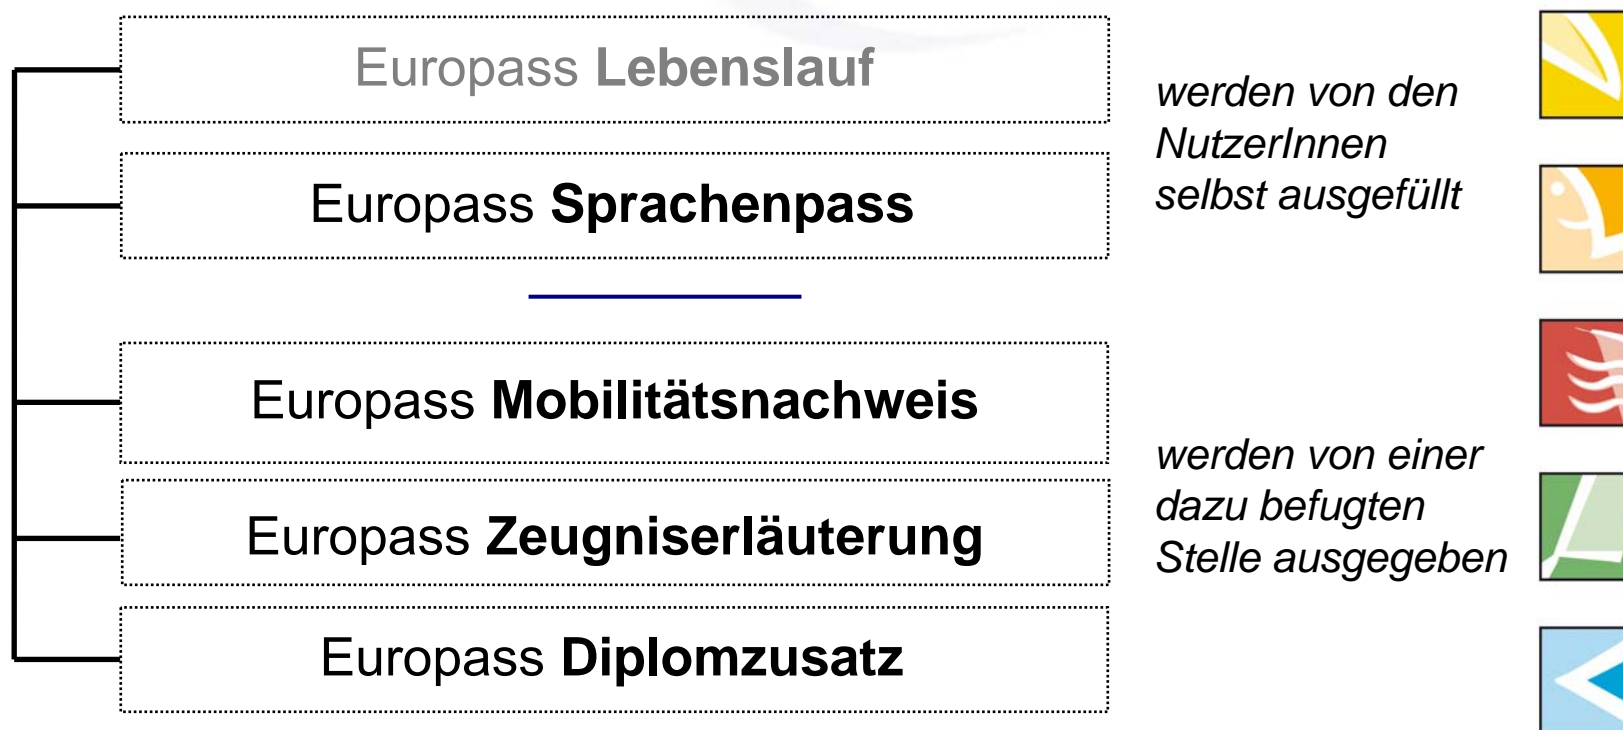 Europass Lebenslauf
Europass Sprachenpass
werden von den
NutzerInnen
selbst ausgefüllt
Europass Mobilitätsnachweis
Europass Zeugniserläuterung
Europass Diplomzusatz
werden von einer
dazu befugten
Stelle ausgegeben